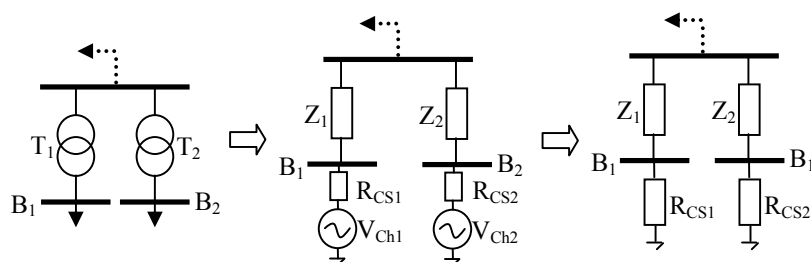 T1 T2
B1 B2
Z1 Z2
B1 B2
RCS1 RCS2
VCh1 VCh2
Z1 Z2
B1 B1
RCS1 RCS2